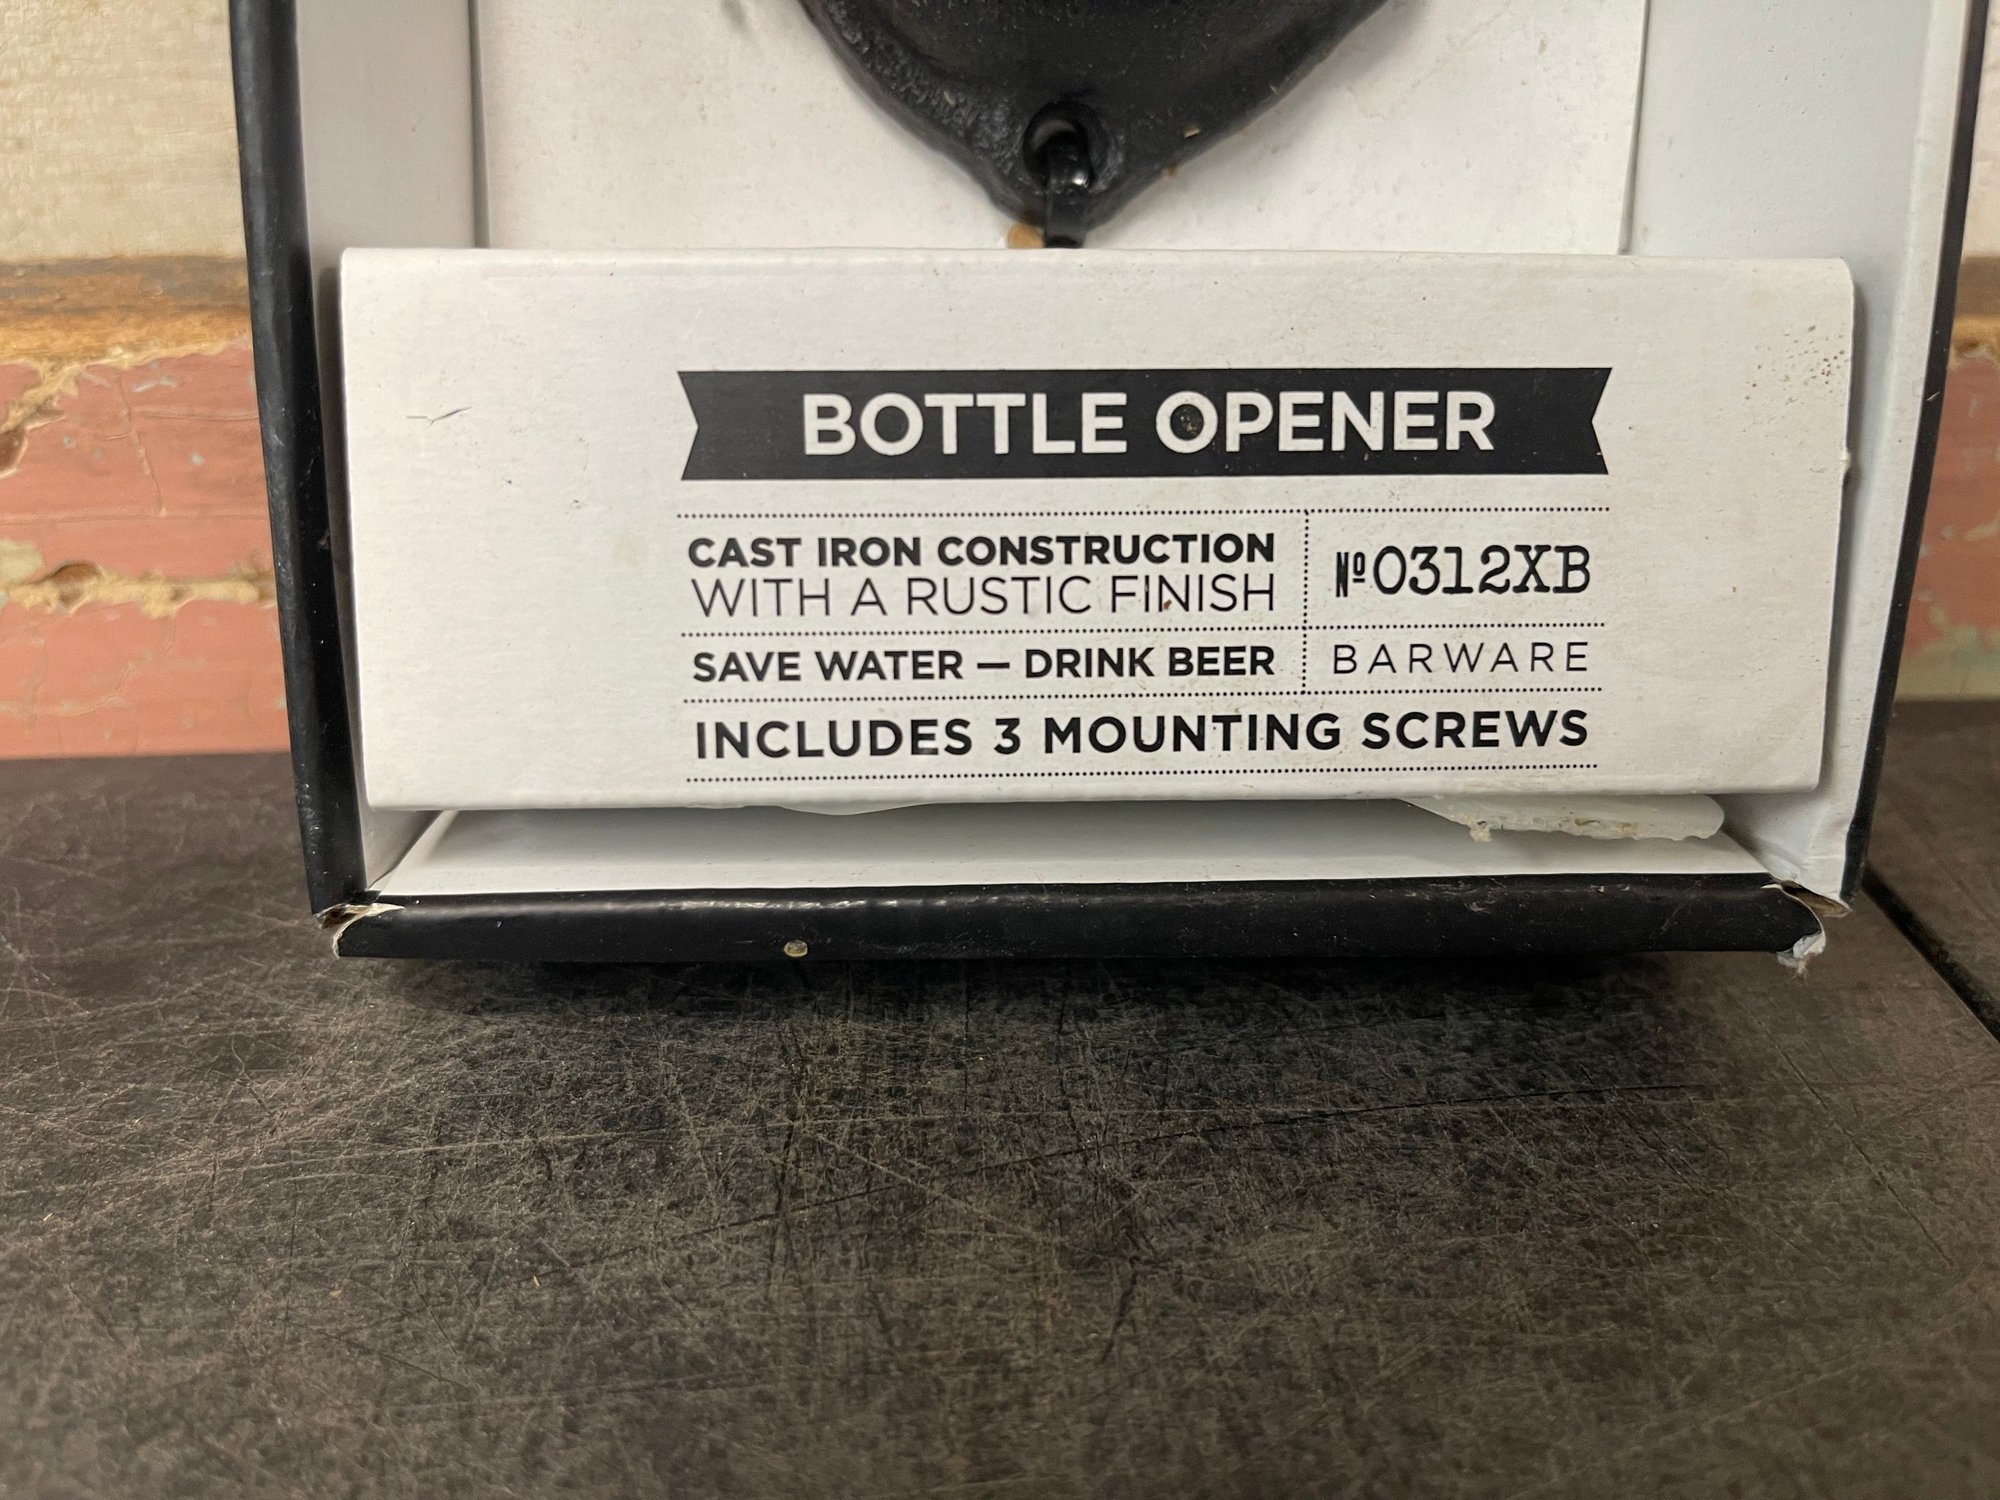 BOTTLE OPENER
CAST IRON CONSTRUCTION
WITH A RUSTIC FINISH
Nº0312XB
SAVE WATER — DRINK BEER
BARWARE
INCLUDES 3 MOUNTING SCREWS